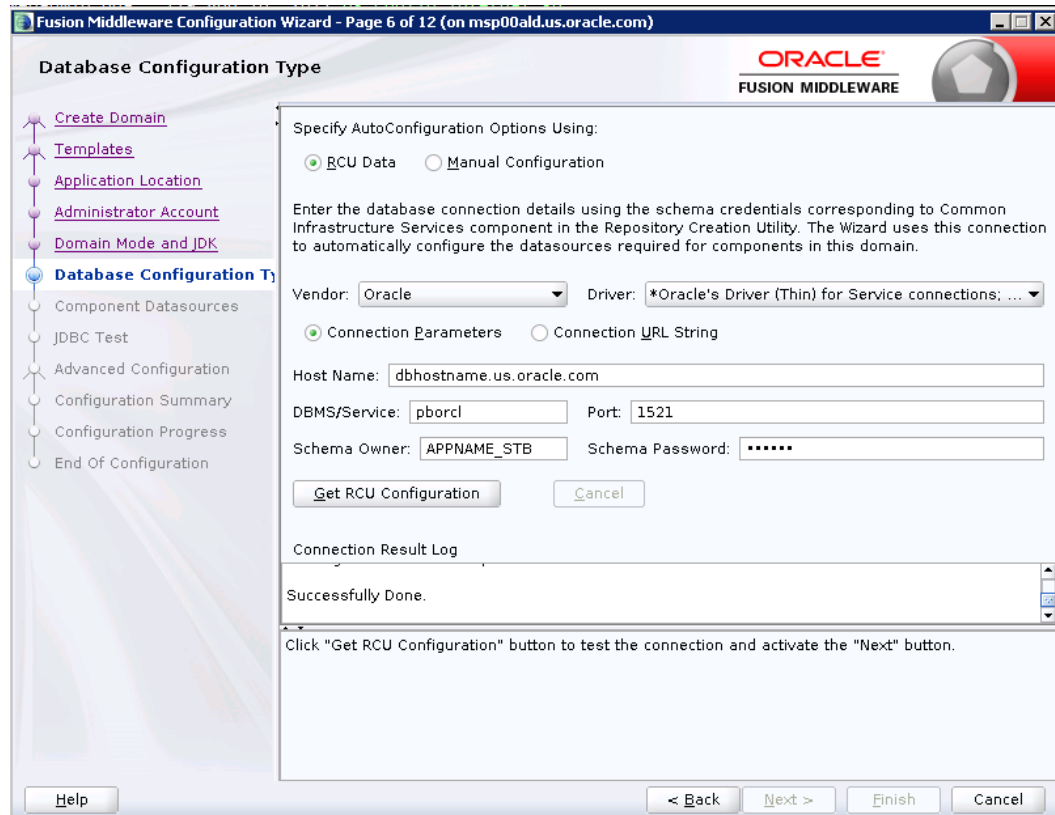 Fusion Middleware Configuration Wizard - Page 6 of 12 (on msp00ald.us.oracle.com)
Database Configuration Type
ORACLE
FUSION MIDDLEWARE
Create Domain
Templates
Application Location
Administrator Account
Domain Mode and JDK
Database Configuration Ty
Component Datasources
JDBC Test
Advanced Configuration
Configuration Summary
Configuration Progress
End Of Configuration
Specify AutoConfiguration Options Using:
RCU Data Manual Configuration
Enter the database connection details using the schema credentials corresponding to Common
Infrastructure Services component in the Repository Creation Utility. The Wizard uses this connection
to automatically configure the datasources required for components in this domain.
Vendor: Oracle Driver: *Oracle's Driver (Thin) for Service connections; ...
Connection Parameters Connection URL String
Host Name: dbhostname.us.oracle.com
DBMS/Service: pborcl Port: 1521
Schema Owner: APPNAME_STB Schema Password: ••••••
Get RCU Configuration Cancel
Connection Result Log
Successfully Done.
Click "Get RCU Configuration" button to test the connection and activate the "Next" button.
Help < Back Next > Finish Cancel